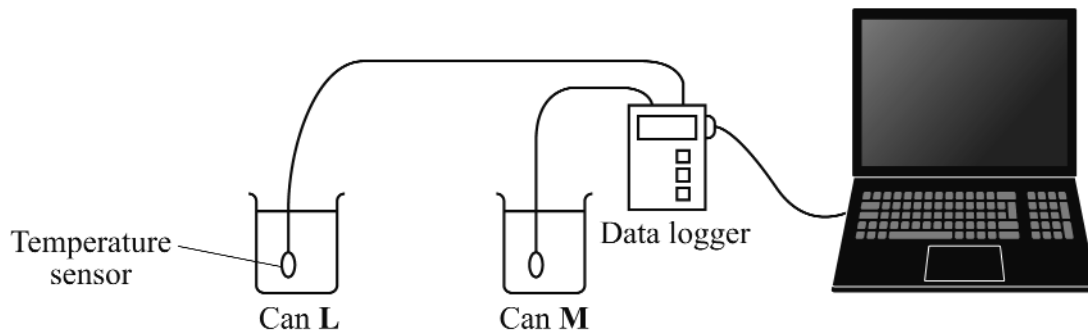 Temperature
sensor
Can L
Can M
Data logger